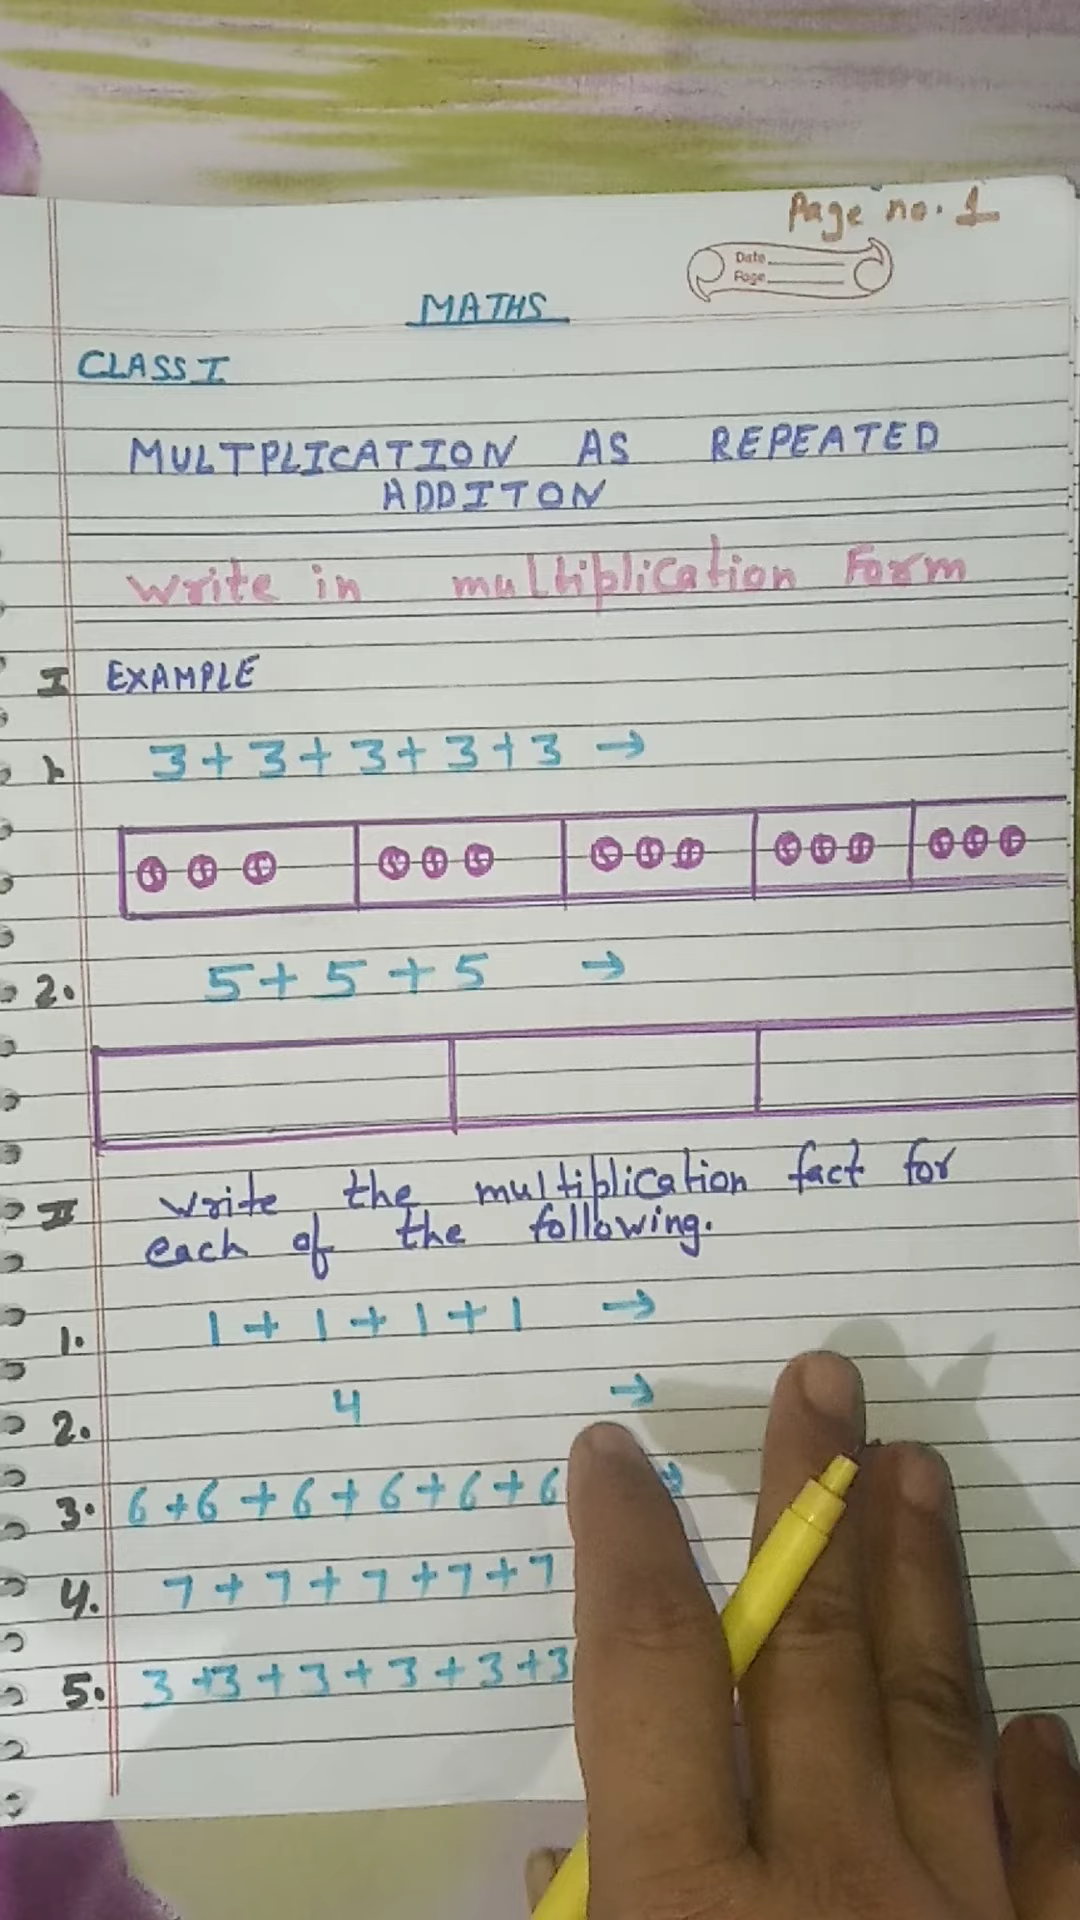 Page no. 1
Date
Page
MATHS
CLASS I
MULTPLICATION AS REPEATED
ADDITON
Write in multiplication Form
I EXAMPLE
1. 3+3+3+3+3 →
2. 5+5+5 →
II Write the multiplication fact for
each of the following.
1. 1+1+1+1 →
2. 4 →
3. 6+6+6+6+6+6 →
4. 7+7+7+7+7
5. 3+3+3+3+3+3